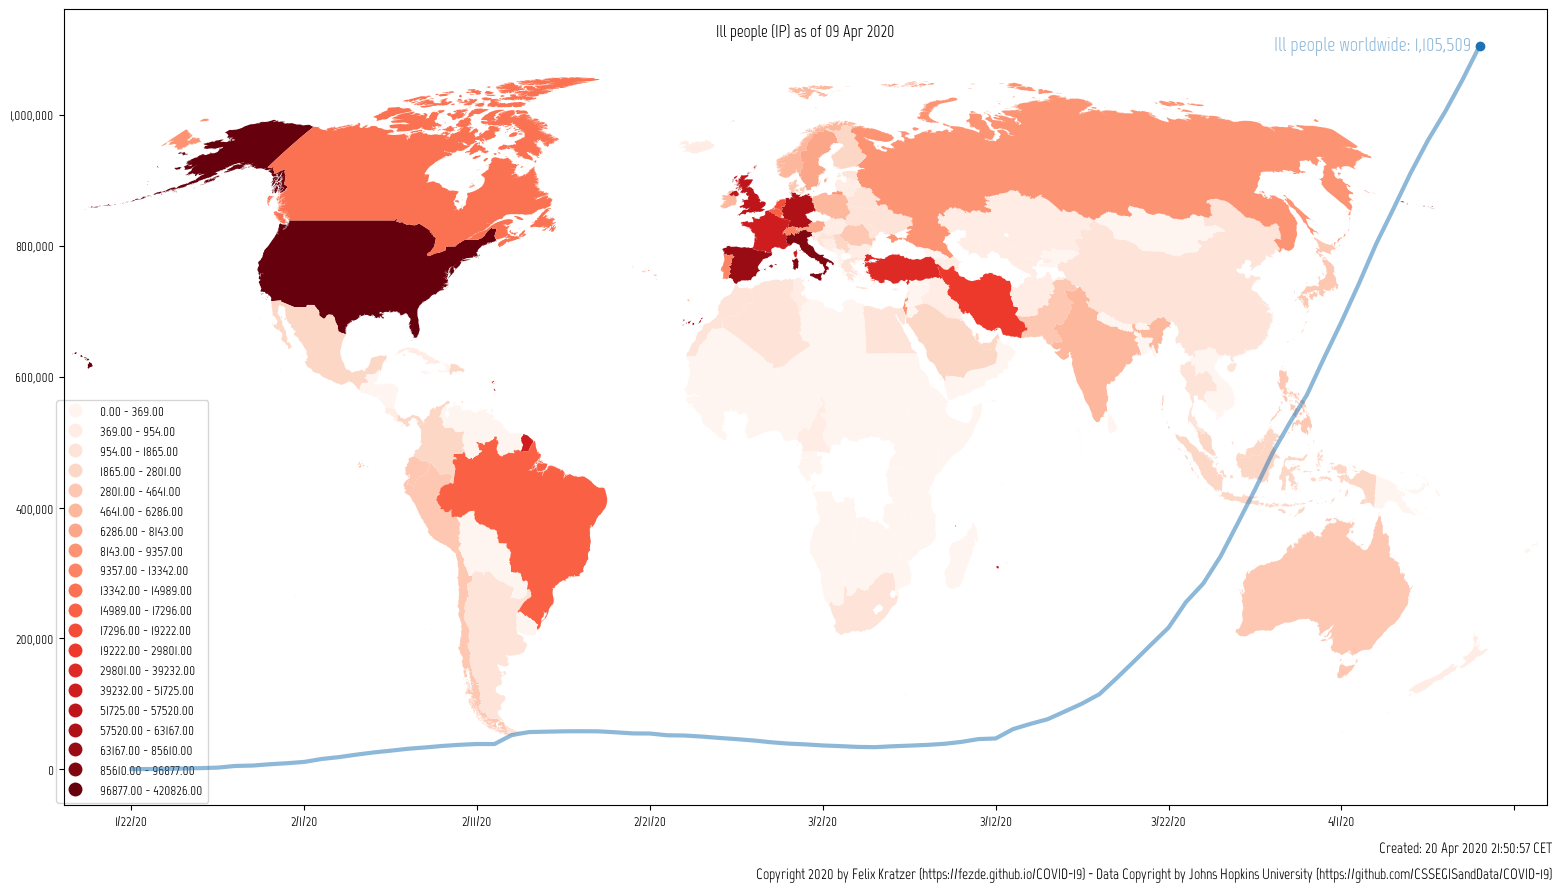 Ill people (IP) as of 09 Apr 2020
Ill people worldwide: 1,105,509
1,000,000
800,000
600,000
400,000
200,000
0
0.00 - 369.00
369.00 - 954.00
954.00 - 1865.00
1865.00 - 2801.00
2801.00 - 4641.00
4641.00 - 6286.00
6286.00 - 8143.00
8143.00 - 9357.00
9357.00 - 13342.00
13342.00 - 14989.00
14989.00 - 17296.00
17296.00 - 19222.00
19222.00 - 29801.00
29801.00 - 39232.00
39232.00 - 51725.00
51725.00 - 57520.00
57520.00 - 63167.00
63167.00 - 85610.00
85610.00 - 96877.00
96877.00 - 420826.00
1/22/20 2/1/20 2/11/20 2/21/20 3/2/20 3/12/20 3/22/20 4/1/20
Created: 20 Apr 2020 21:50:57 CET
Copyright 2020 by Felix Kratzer (https://fezde.github.io/COVID-19) - Data Copyright by Johns Hopkins University (https://github.com/CSSEGISandData/COVID-19)